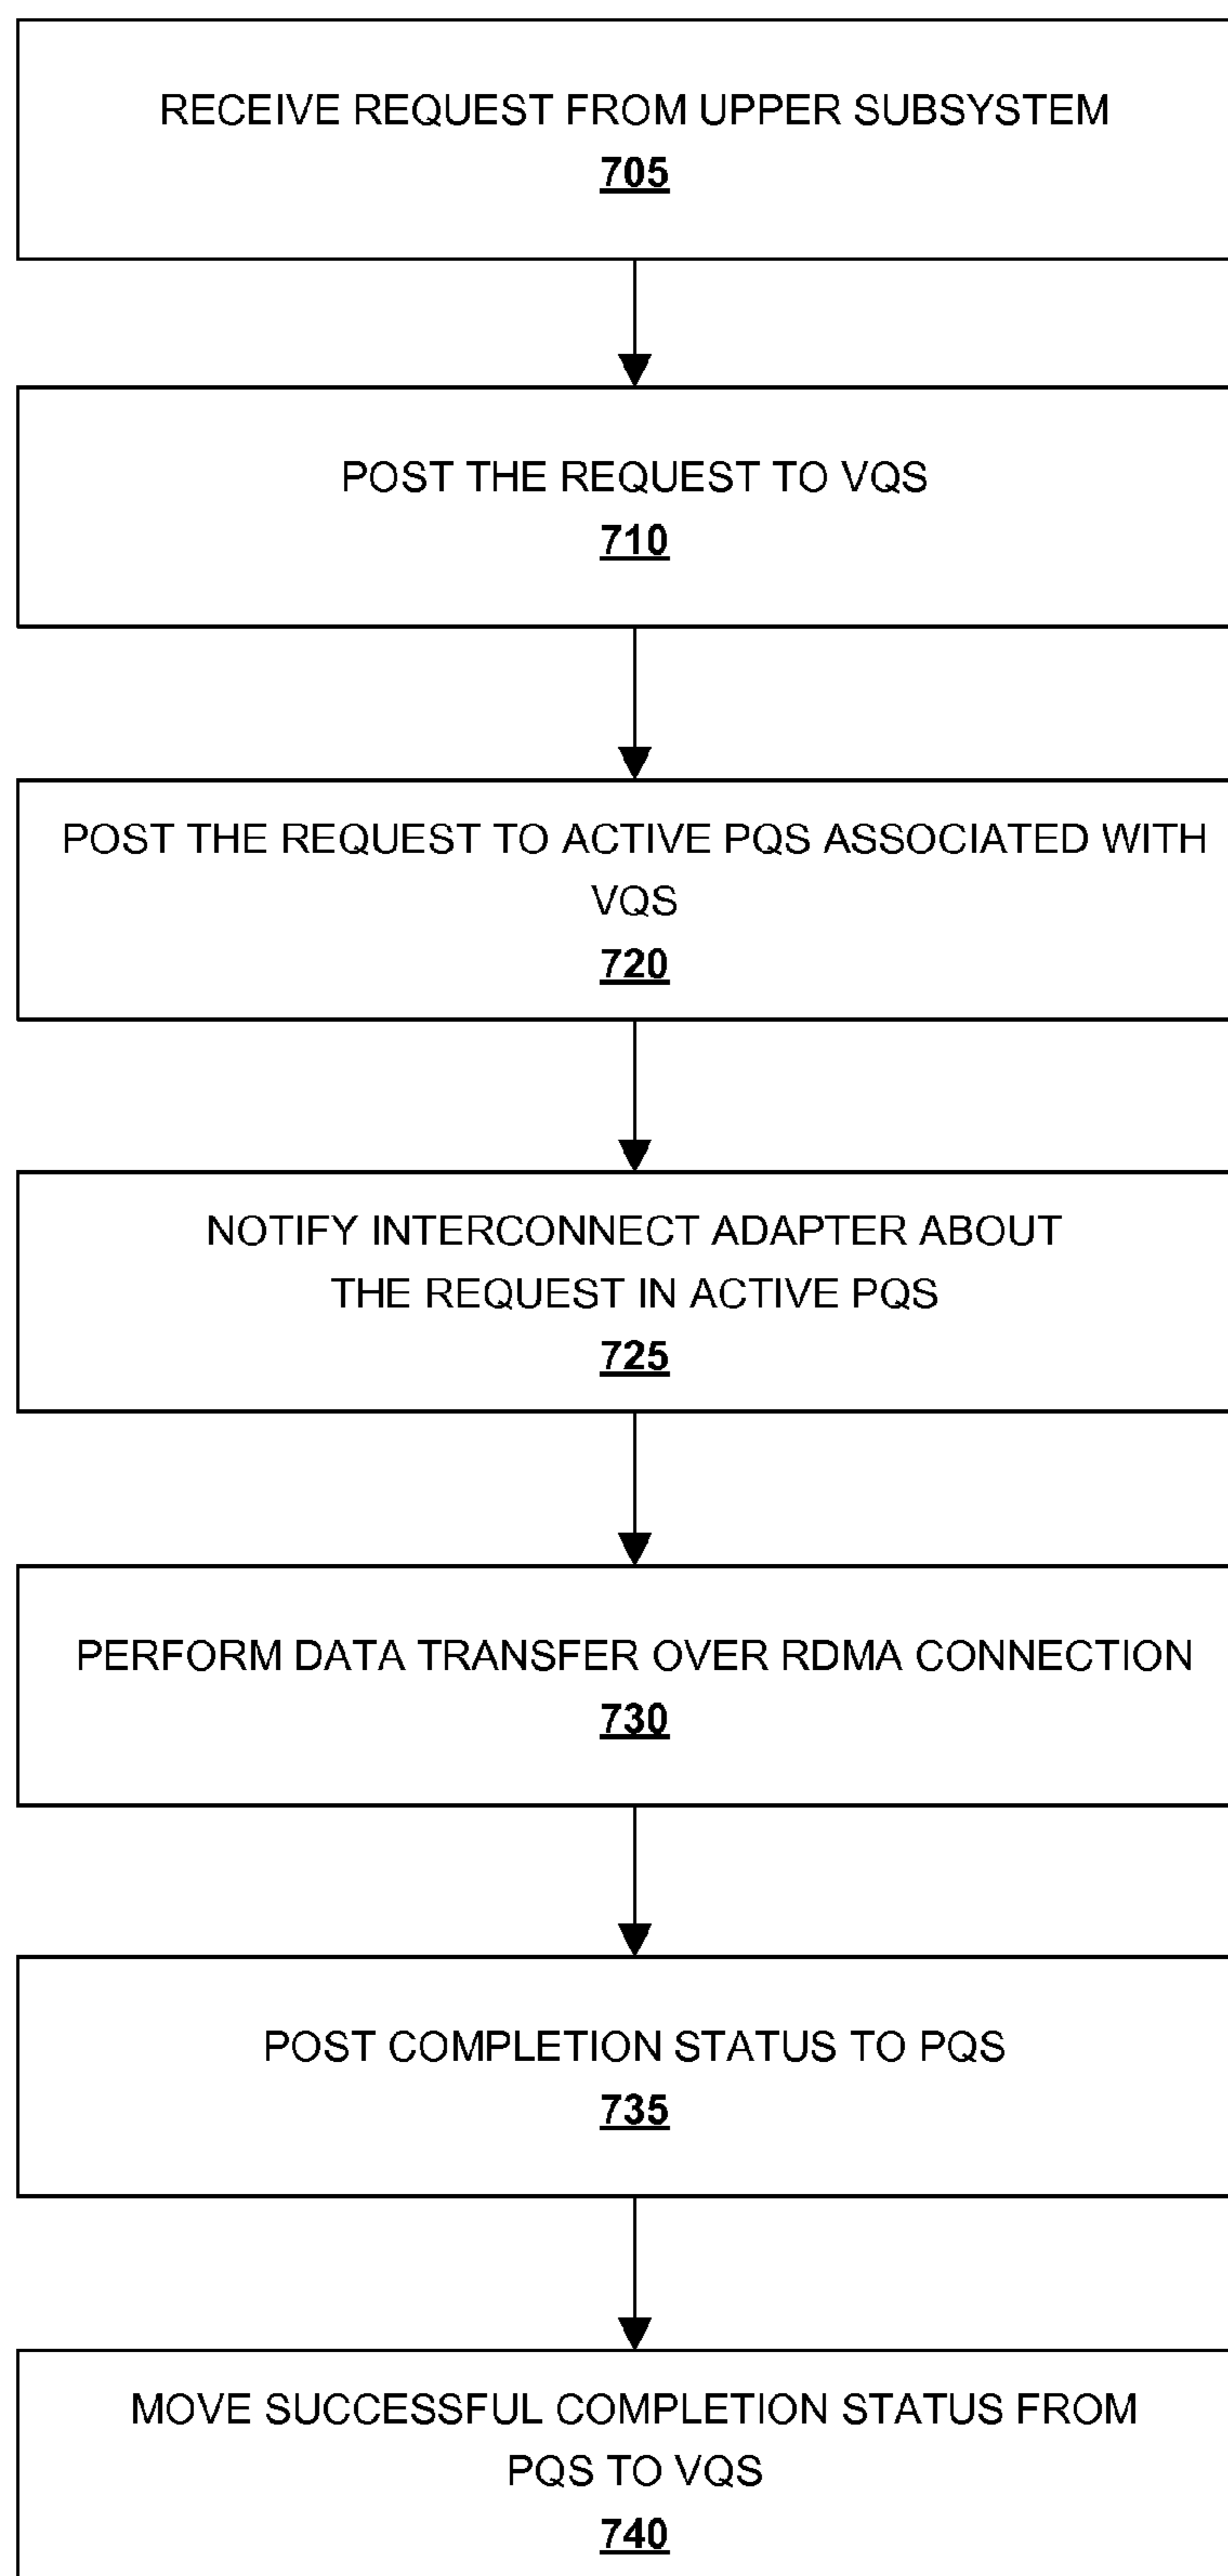 RECEIVE REQUEST FROM UPPER SUBSYSTEM
705
POST THE REQUEST TO VQS
710
POST THE REQUEST TO ACTIVE PQS ASSOCIATED WITH
VQS
720
NOTIFY INTERCONNECT ADAPTER ABOUT
THE REQUEST IN ACTIVE PQS
725
PERFORM DATA TRANSFER OVER RDMA CONNECTION
730
POST COMPLETION STATUS TO PQS
735
MOVE SUCCESSFUL COMPLETION STATUS FROM
PQS TO VQS
740